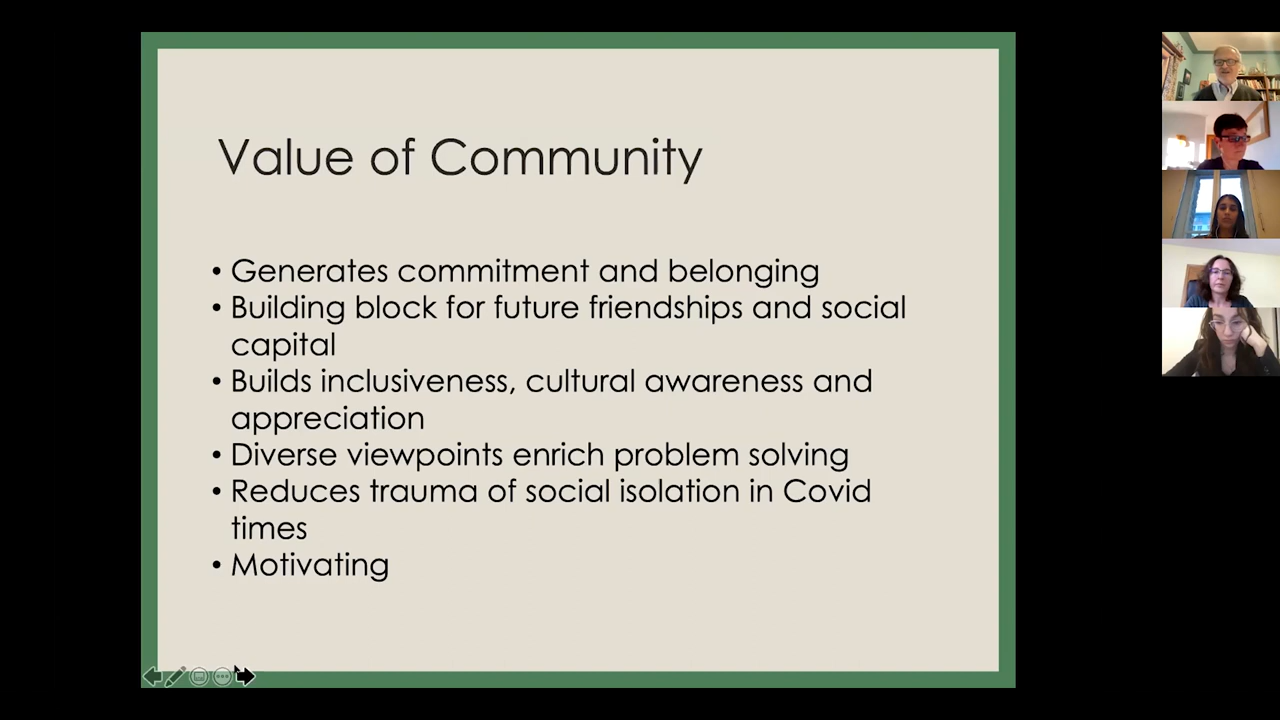 Value of Community
• Generates commitment and belonging
• Building block for future friendships and social
capital
• Builds inclusiveness, cultural awareness and
appreciation
• Diverse viewpoints enrich problem solving
• Reduces trauma of social isolation in Covid
times
• Motivating